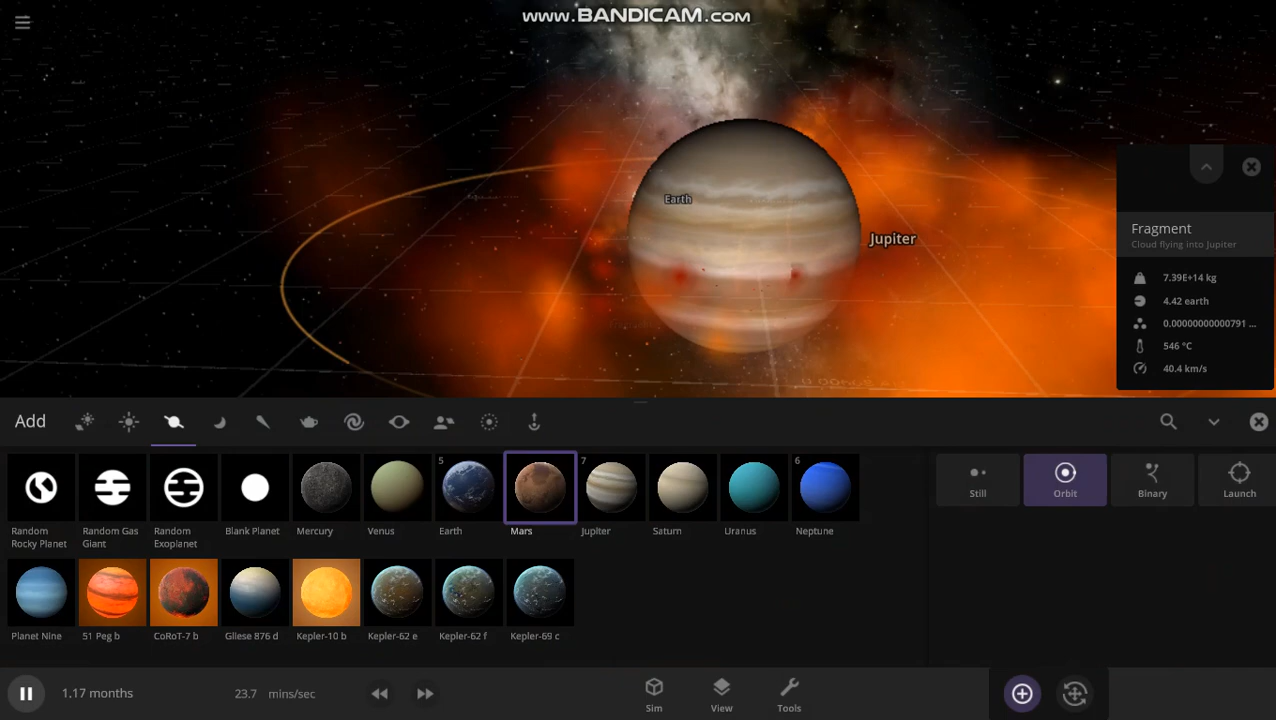 www.BANDICAM.com
Earth
Jupiter
Fragment
Cloud flying into Jupiter
7.39E+14 kg
4.42 earth
0.00000000000791 ...
546 °C
40.4 km/s
Add
5
7
6
Random Rocky Planet
Random Gas Giant
Random Exoplanet
Blank Planet
Mercury
Venus
Earth
Mars
Jupiter
Saturn
Uranus
Neptune
Still
Orbit
Binary
Launch
Planet Nine
51 Peg b
CoRoT-7 b
Gliese 876 d
Kepler-10 b
Kepler-62 e
Kepler-62 f
Kepler-69 c
1.17 months
23.7 mins/sec
Sim
View
Tools